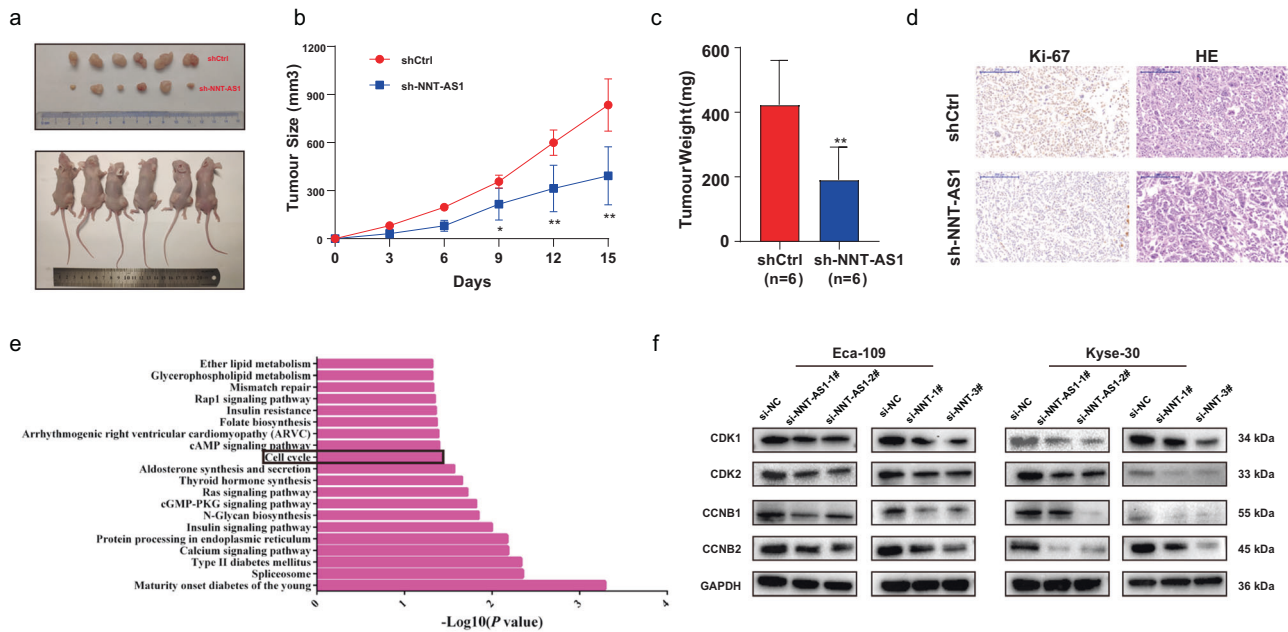 a
shCtrl
sh-NNT-AS1
b
Tumour Size (mm3)
1200
900
600
300
0
shCtrl
sh-NNT-AS1
*
**
**
0 3 6 9 12 15
Days
c
Tumour Weight (mg)
600
400
200
0
**
shCtrl
(n=6)
sh-NNT-AS1
(n=6)
d
Ki-67 HE
shCtrl
sh-NNT-AS1
e
Ether lipid metabolism
Glycerophospholipid metabolism
Mismatch repair
Rap1 signaling pathway
Insulin resistance
Folate biosynthesis
Arrhythmogenic right ventricular cardiomyopathy (ARVC)
cAMP signaling pathway
Cell cycle
Aldosterone synthesis and secretion
Thyroid hormone synthesis
Ras signaling pathway
cGMP-PKG signaling pathway
N-Glycan biosynthesis
Insulin signaling pathway
Protein processing in endoplasmic reticulum
Calcium signaling pathway
Type II diabetes mellitus
Spliceosome
Maturity onset diabetes of the young
0 1 2 3 4
-Log10(P value)
f
Eca-109 Kyse-30
si-NC si-NNT-AS1-1# si-NNT-AS1-2# si-NC si-NNT-1# si-NNT-3# si-NC si-NNT-AS1-1# si-NNT-AS1-2# si-NC si-NNT-1# si-NNT-3#
CDK1 34 kDa
CDK2 33 kDa
CCNB1 55 kDa
CCNB2 45 kDa
GAPDH 36 kDa